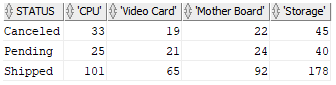 STATUS 'CPU' 'Video Card' 'Mother Board' 'Storage'
Canceled 33 19 22 45
Pending 25 21 24 40
Shipped 101 65 92 178